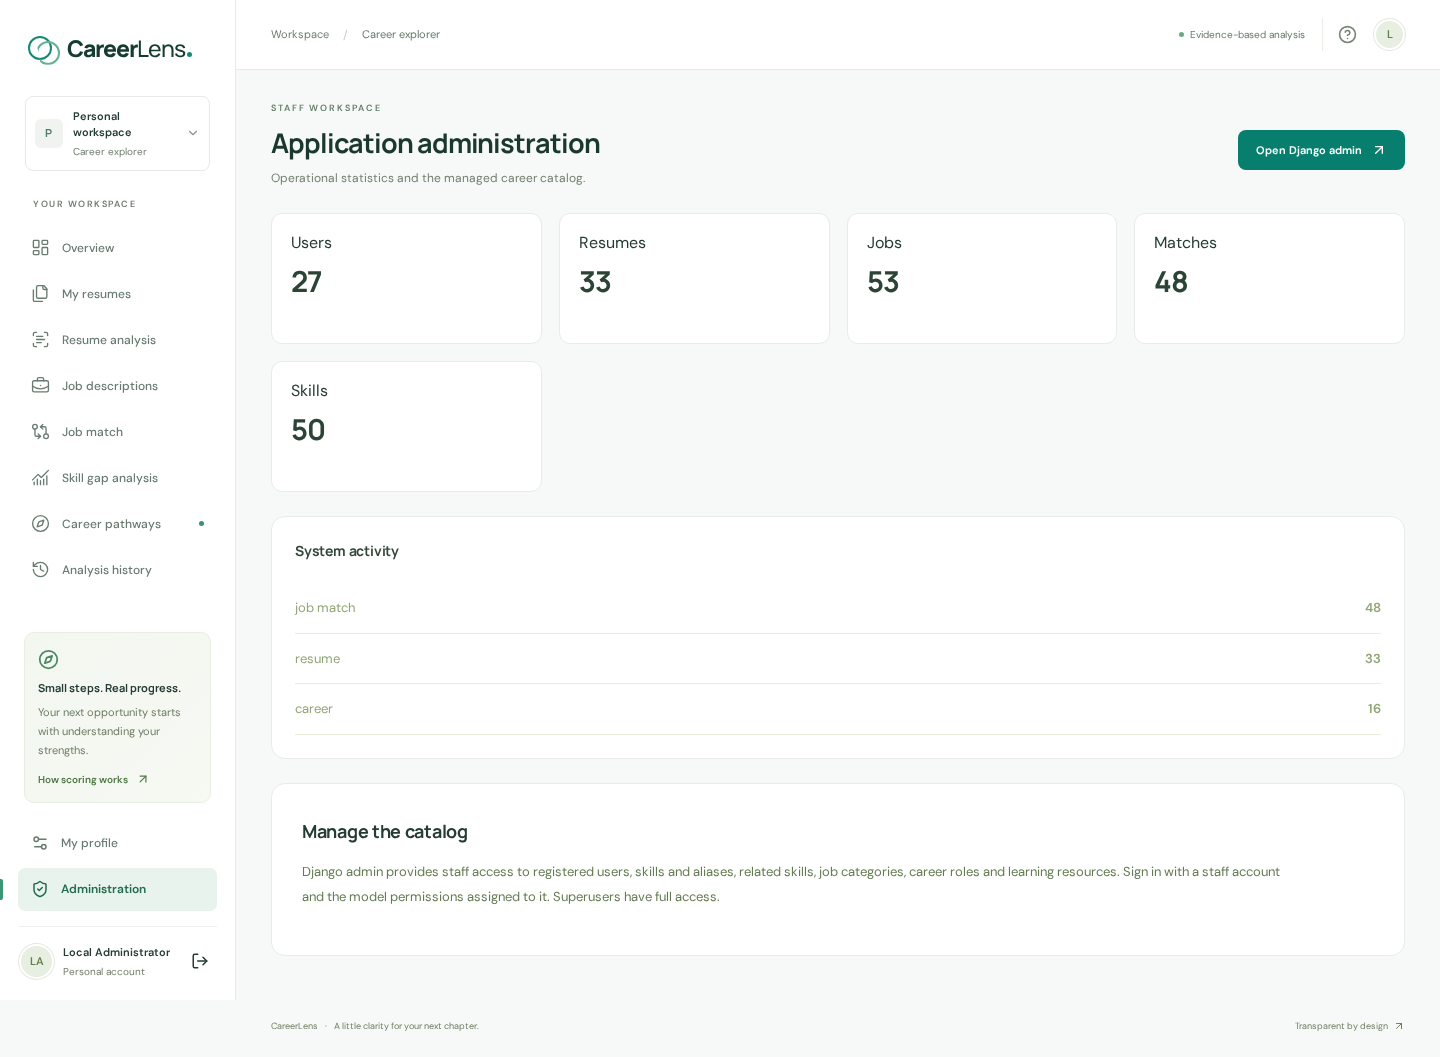 CareerLens.
P
Personal
workspace
Career explorer
YOUR WORKSPACE
Overview
My resumes
Resume analysis
Job descriptions
Job match
Skill gap analysis
Career pathways
Analysis history
Small steps. Real progress.
Your next opportunity starts
with understanding your
strengths.
How scoring works
My profile
Administration
LA
Local Administrator
Personal account
Workspace / Career explorer
Evidence-based analysis
L
STAFF WORKSPACE
Application administration
Operational statistics and the managed career catalog.
Open Django admin
Users
27
Resumes
33
Jobs
53
Matches
48
Skills
50
System activity
job match 48
resume 33
career 16
Manage the catalog
Django admin provides staff access to registered users, skills and aliases, related skills, job categories, career roles and learning resources. Sign in with a staff account
and the model permissions assigned to it. Superusers have full access.
CareerLens · A little clarity for your next chapter.
Transparent by design